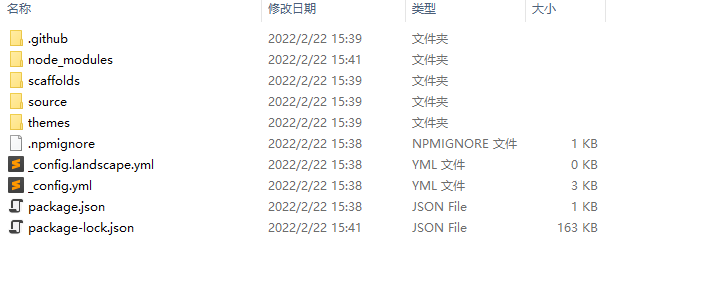 名称 修改日期 类型 大小
.github 2022/2/22 15:39 文件夹
node_modules 2022/2/22 15:41 文件夹
scaffolds 2022/2/22 15:39 文件夹
source 2022/2/22 15:39 文件夹
themes 2022/2/22 15:39 文件夹
.npmignore 2022/2/22 15:38 NPMIGNORE 文件 1 KB
_config.landscape.yml 2022/2/22 15:38 YML 文件 0 KB
_config.yml 2022/2/22 15:38 YML 文件 3 KB
package.json 2022/2/22 15:38 JSON File 1 KB
package-lock.json 2022/2/22 15:41 JSON File 163 KB